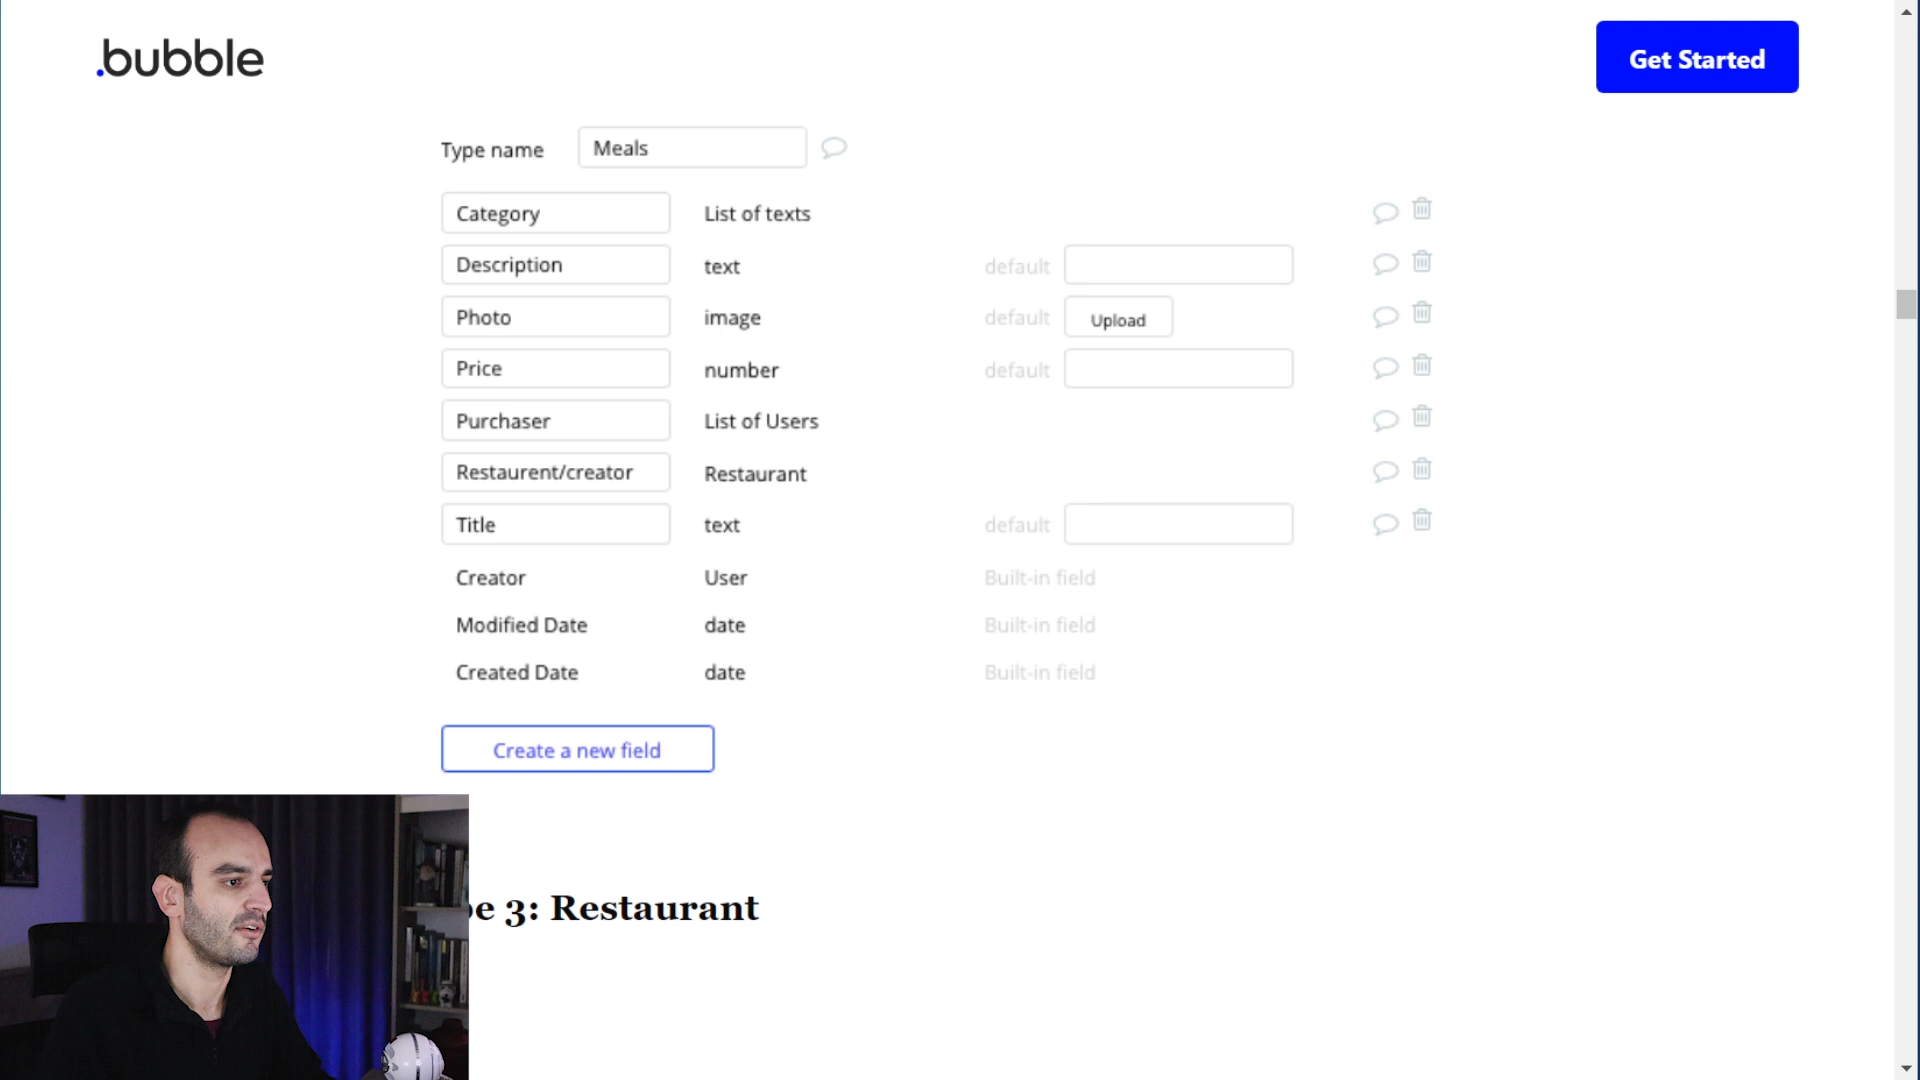 .bubble
Get Started
Type name Meals
Category List of texts
Description text default
Photo image default Upload
Price number default
Purchaser List of Users
Restaurent/creator Restaurant
Title text default
Creator User Built-in field
Modified Date date Built-in field
Created Date date Built-in field
Create a new field
e 3: Restaurant